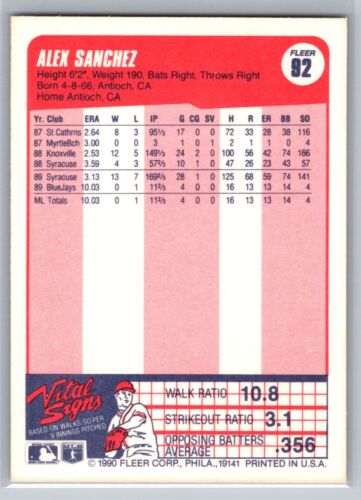 ALEX SANCHEZ
FLEER
92
Height 6'2", Weight 190, Bats Right, Throws Right
Born 4-8-66, Antioch, CA
Home Antioch, CA
Yr. Club ERA W L IP G CG SV H R ER BB SO
87 St.Cathrns 2.64 8 3 95⅓ 17 0 0 72 33 28 38 116
87 MyrtleBch 3.00 0 0 3 1 0 0 3 1 1 0 4
88 Knoxville 2.53 12 5 149⅓ 24 2 0 100 56 42 74 166
88 Syracuse 3.59 4 3 57⅔ 10 1 0 47 26 23 43 57
89 Syracuse 3.13 13 7 169⅔ 28 1 0 125 68 59 74 141
89 BlueJays 10.03 0 1 11⅔ 4 0 0 16 13 13 14 4
ML Totals 10.03 0 1 11⅔ 4 0 0 16 13 13 14 4
Vital Signs
BASED ON WALKS/SO PER
9 INNINGS PITCHED
WALK RATIO 10.8
STRIKEOUT RATIO 3.1
OPPOSING BATTERS
AVERAGE .356
© 1990 FLEER CORP., PHILA., 19141 PRINTED IN U.S.A.